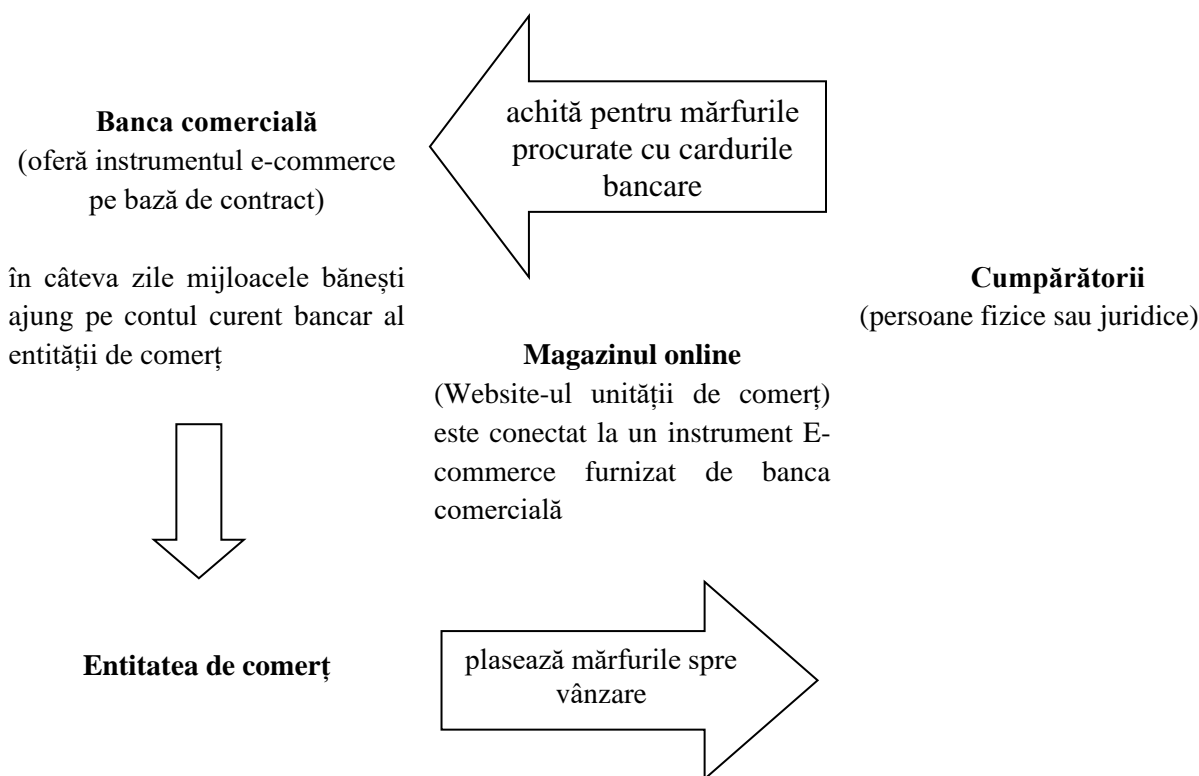 achită pentru mărfurile
procurate cu cardurile
bancare
Banca comercială
(oferă instrumentul e-commerce
pe bază de contract)
în câteva zile mijloacele bănești
ajung pe contul curent bancar al
entității de comerț
Cumpărătorii
(persoane fizice sau juridice)
Magazinul online
(Website-ul unității de comerț)
este conectat la un instrument E-
commerce furnizat de banca
comercială
Entitatea de comerț
plasează mărfurile spre
vânzare